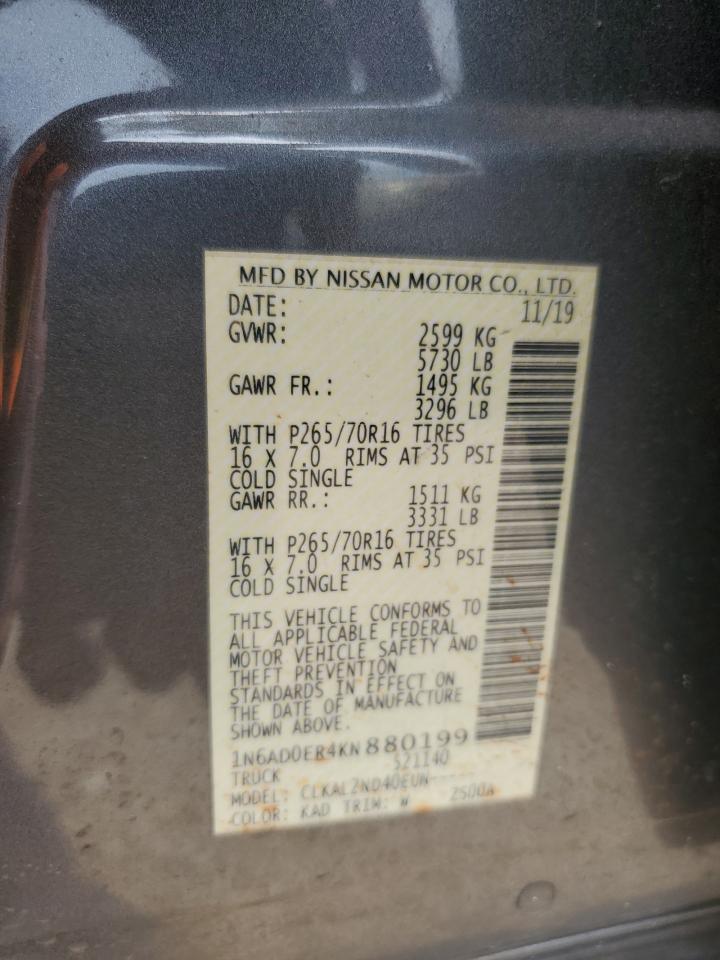 MFD BY NISSAN MOTOR CO., LTD.
DATE: 11/19
GVWR: 2599 KG
5730 LB
GAWR FR.: 1495 KG
3296 LB
WITH P265/70R16 TIRES
16 X 7.0 RIMS AT 35 PSI
COLD SINGLE
GAWR RR.: 1511 KG
3331 LB
WITH P265/70R16 TIRES
16 X 7.0 RIMS AT 35 PSI
COLD SINGLE
THIS VEHICLE CONFORMS TO
ALL APPLICABLE FEDERAL
MOTOR VEHICLE SAFETY AND
THEFT PREVENTION
STANDARDS IN EFFECT ON
THE DATE OF MANUFACTURE
SHOWN ABOVE.
1N6AD0ER4KN880199
TRUCK
MODEL: CLKALZND40EUN-----
COLOR: KAD TRIM: W 2500A